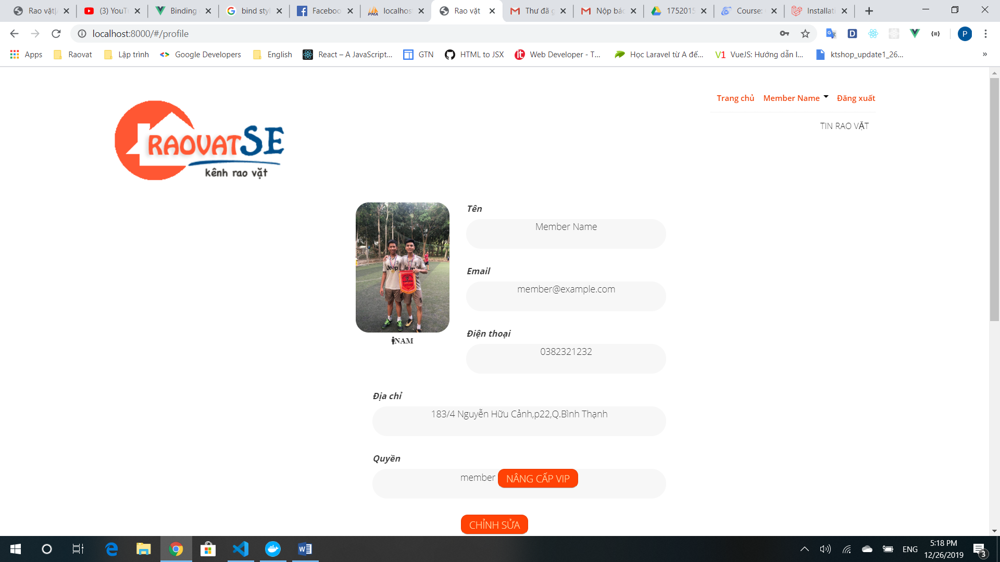 Rao vặt|
(3) YouT
Binding
bind styl
Faceboo
localhos
Rao vặt
Thư đã g
Nộp bác
1752015
Course:
Installati
localhost:8000/#/profile
P
Apps
Raovat
Lập trình
Google Developers
English
React – A JavaScript...
GTN
HTML to JSX
Web Developer - T...
Học Laravel từ A đế...
VueJS: Hướng dẫn l...
ktshop_update1_26...
»
Trang chủ
Member Name
Đăng xuất
TIN RAO VẶT
RAOVATSE
kênh rao vặt
Tên
Member Name
Email
member@example.com
NAM
Điện thoại
0382321232
Địa chỉ
183/4 Nguyễn Hữu Cảnh,p22,Q.Bình Thạnh
Quyền
member
NÂNG CẤP VIP
CHỈNH SỬA
ENG
5:18 PM
12/26/2019
3